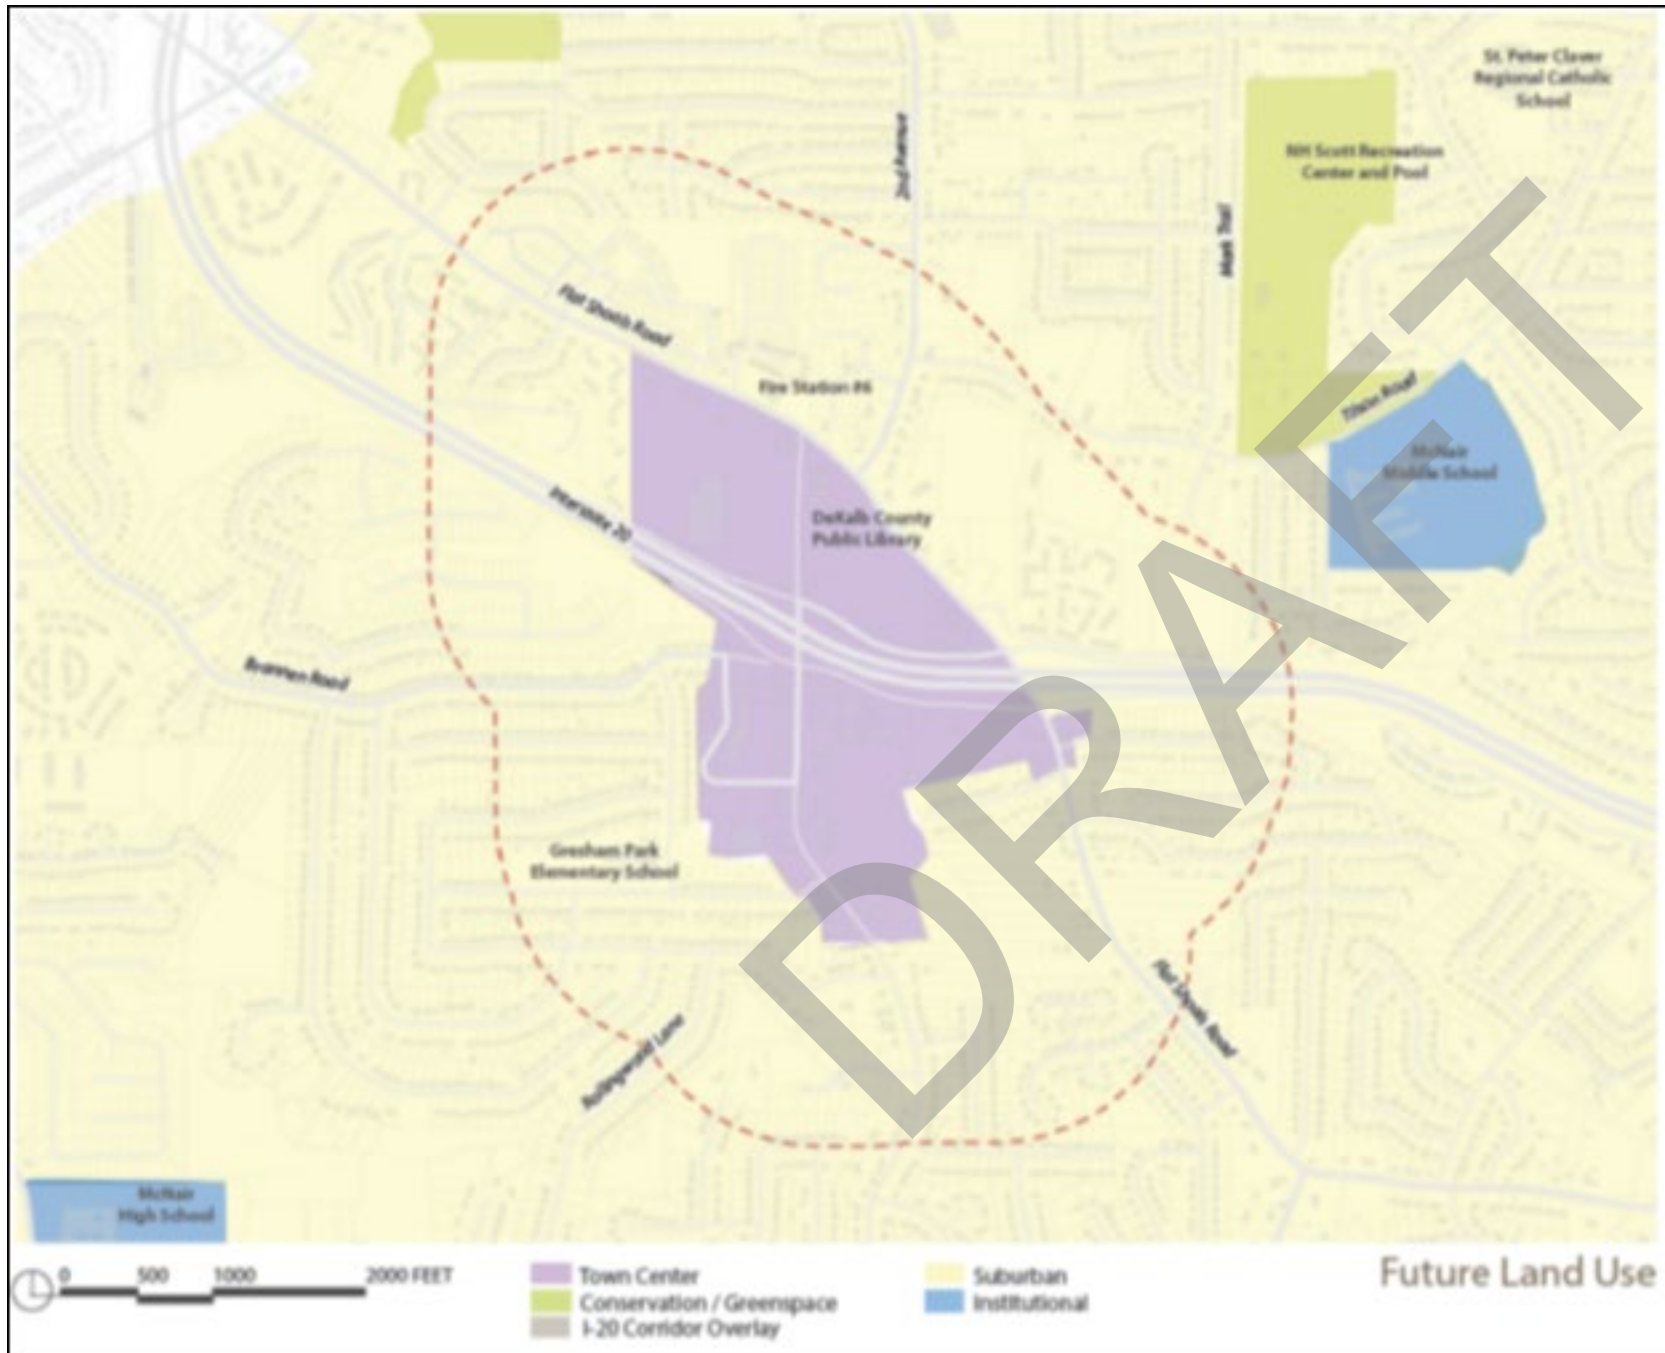 St. Peter Claver
Regional Catholic
School
NH Scott Recreation
Center and Pool
2nd Avenue
Mark Trail
Flat Shoals Road
Fire Station #6
Tilson Road
McNair
Middle School
Interstate 20
DeKalb County
Public Library
Brannen Road
Gresham Park
Elementary School
Flat Shoals Road
Rollingwood Lane
McNair
High School
DRAFT
0 500 1000 2000 FEET
Town Center
Conservation / Greenspace
I-20 Corridor Overlay
Suburban
Institutional
Future Land Use